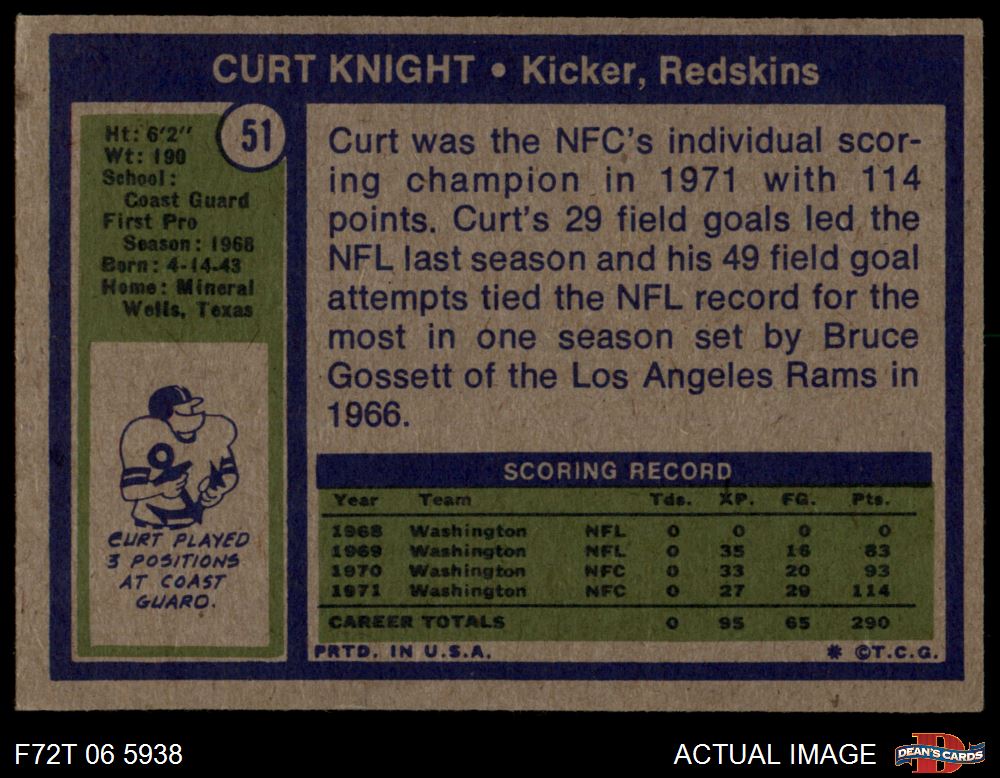 CURT KNIGHT • Kicker, Redskins
51
Ht: 6'2"
Wt: 190
School:
Coast Guard
First Pro
Season: 1968
Born: 4-14-43
Home: Mineral
Wells, Texas
CURT PLAYED
3 POSITIONS
AT COAST
GUARD.
Curt was the NFC's individual scor-
ing champion in 1971 with 114
points. Curt's 29 field goals led the
NFL last season and his 49 field goal
attempts tied the NFL record for the
most in one season set by Bruce
Gossett of the Los Angeles Rams in
1966.
SCORING RECORD
Year Team Tds. XP. FG. Pts.
1968 Washington NFL 0 0 0 0
1969 Washington NFL 0 35 16 83
1970 Washington NFC 0 33 20 93
1971 Washington NFC 0 27 29 114
CAREER TOTALS 0 95 65 290
PRTD. IN U.S.A. * ©T.C.G.
F72T 06 5938 ACTUAL IMAGE DEAN'S CARDS